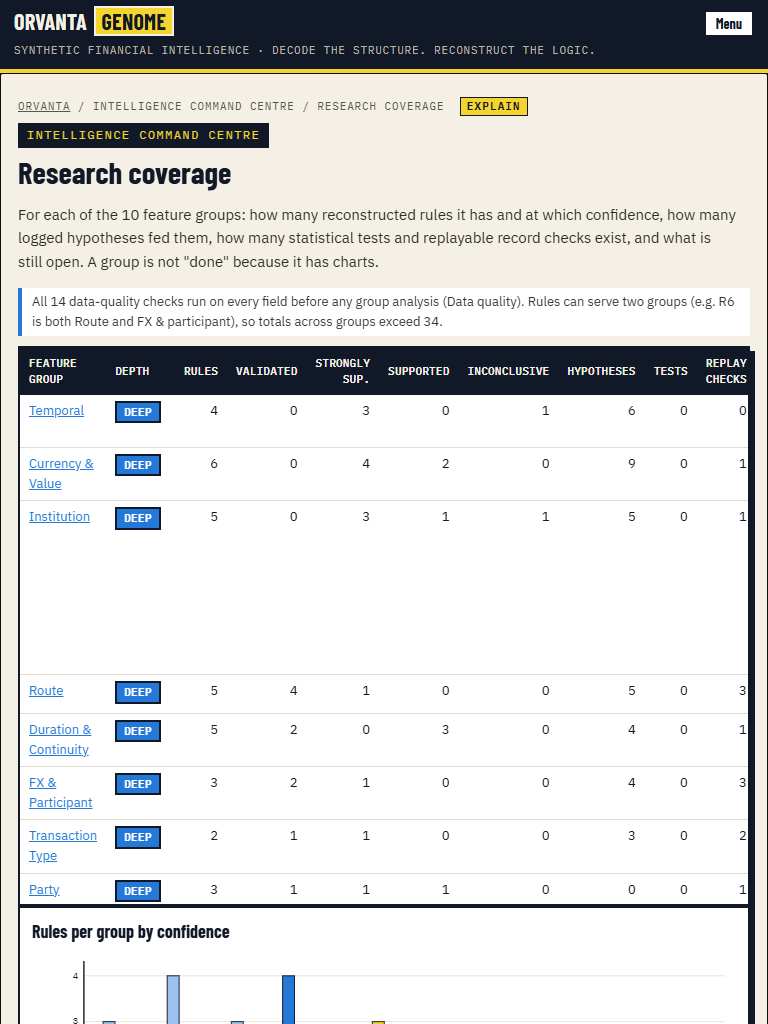 ORVANTA GENOME
Menu
SYNTHETIC FINANCIAL INTELLIGENCE · DECODE THE STRUCTURE. RECONSTRUCT THE LOGIC.
ORVANTA / INTELLIGENCE COMMAND CENTRE / RESEARCH COVERAGE EXPLAIN
INTELLIGENCE COMMAND CENTRE
Research coverage
For each of the 10 feature groups: how many reconstructed rules it has and at which confidence, how many
logged hypotheses fed them, how many statistical tests and replayable record checks exist, and what is
still open. A group is not "done" because it has charts.
All 14 data-quality checks run on every field before any group analysis (Data quality). Rules can serve two groups (e.g. R6
is both Route and FX & participant), so totals across groups exceed 34.
FEATURE GROUP DEPTH RULES VALIDATED STRONGLY SUP. SUPPORTED INCONCLUSIVE HYPOTHESES TESTS REPLAY CHECKS
Temporal DEEP 4 0 3 0 1 6 0 0
Currency & Value DEEP 6 0 4 2 0 9 0 1
Institution DEEP 5 0 3 1 1 5 0 1
Route DEEP 5 4 1 0 0 5 0 3
Duration & Continuity DEEP 5 2 0 3 0 4 0 1
FX & Participant DEEP 3 2 1 0 0 4 0 3
Transaction Type DEEP 2 1 1 0 0 3 0 2
Party DEEP 3 1 1 1 0 0 0 1
Rules per group by confidence
4
3